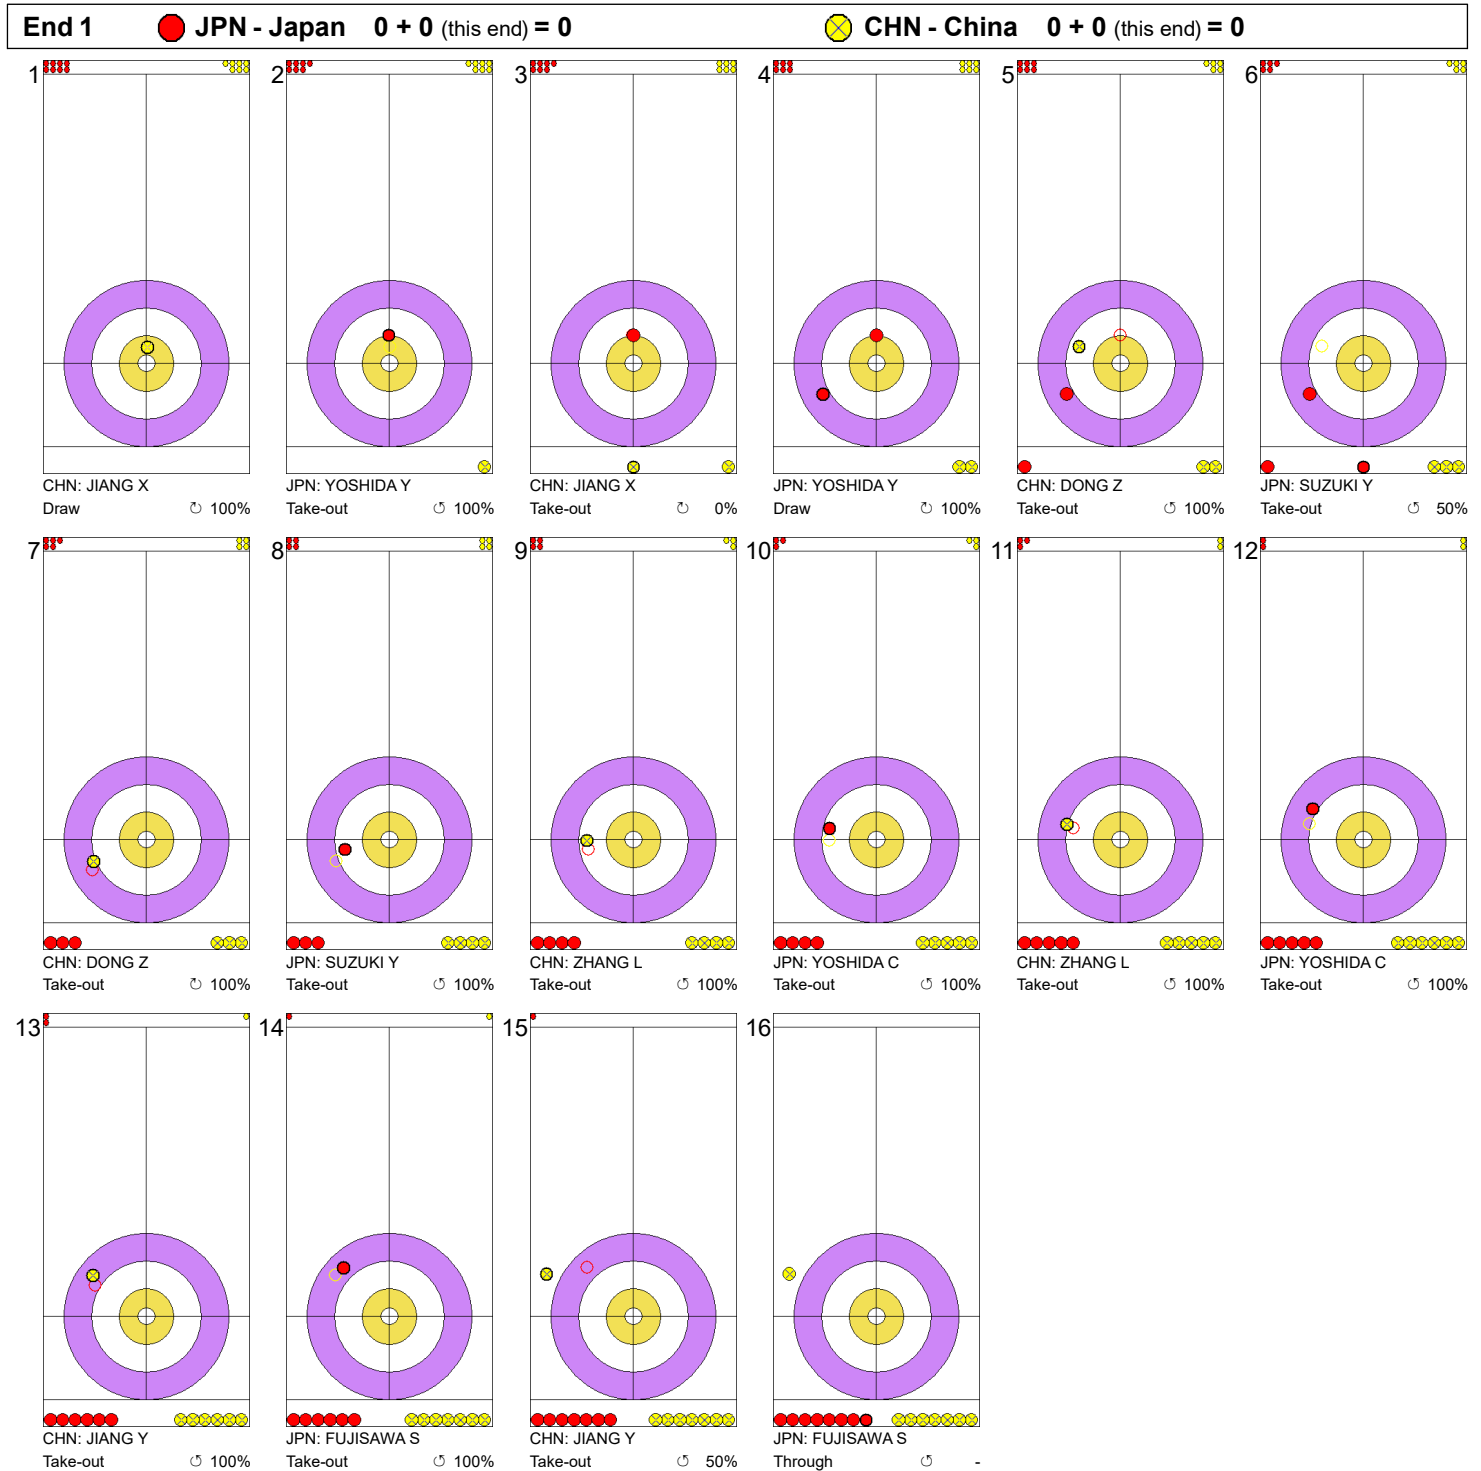 End 1 JPN - Japan 0 + 0 (this end) = 0 CHN - China 0 + 0 (this end) = 0
1 2 3 4 5 6
CHN: JIANG X JPN: YOSHIDA Y CHN: JIANG X JPN: YOSHIDA Y CHN: DONG Z JPN: SUZUKI Y
Draw ↻ 100% Take-out ↺ 100% Take-out ↻ 0% Draw ↺ 100% Take-out ↻ 100% Take-out ↺ 50%
7 8 9 10 11 12
CHN: DONG Z JPN: SUZUKI Y CHN: ZHANG L JPN: YOSHIDA C CHN: ZHANG L JPN: YOSHIDA C
Take-out ↻ 100% Take-out ↺ 100% Take-out ↺ 100% Take-out ↺ 100% Take-out ↺ 100% Take-out ↺ 100%
13 14 15 16
CHN: JIANG Y JPN: FUJISAWA S CHN: JIANG Y JPN: FUJISAWA S
Take-out ↺ 100% Take-out ↺ 100% Take-out ↺ 50% Through ↺ -